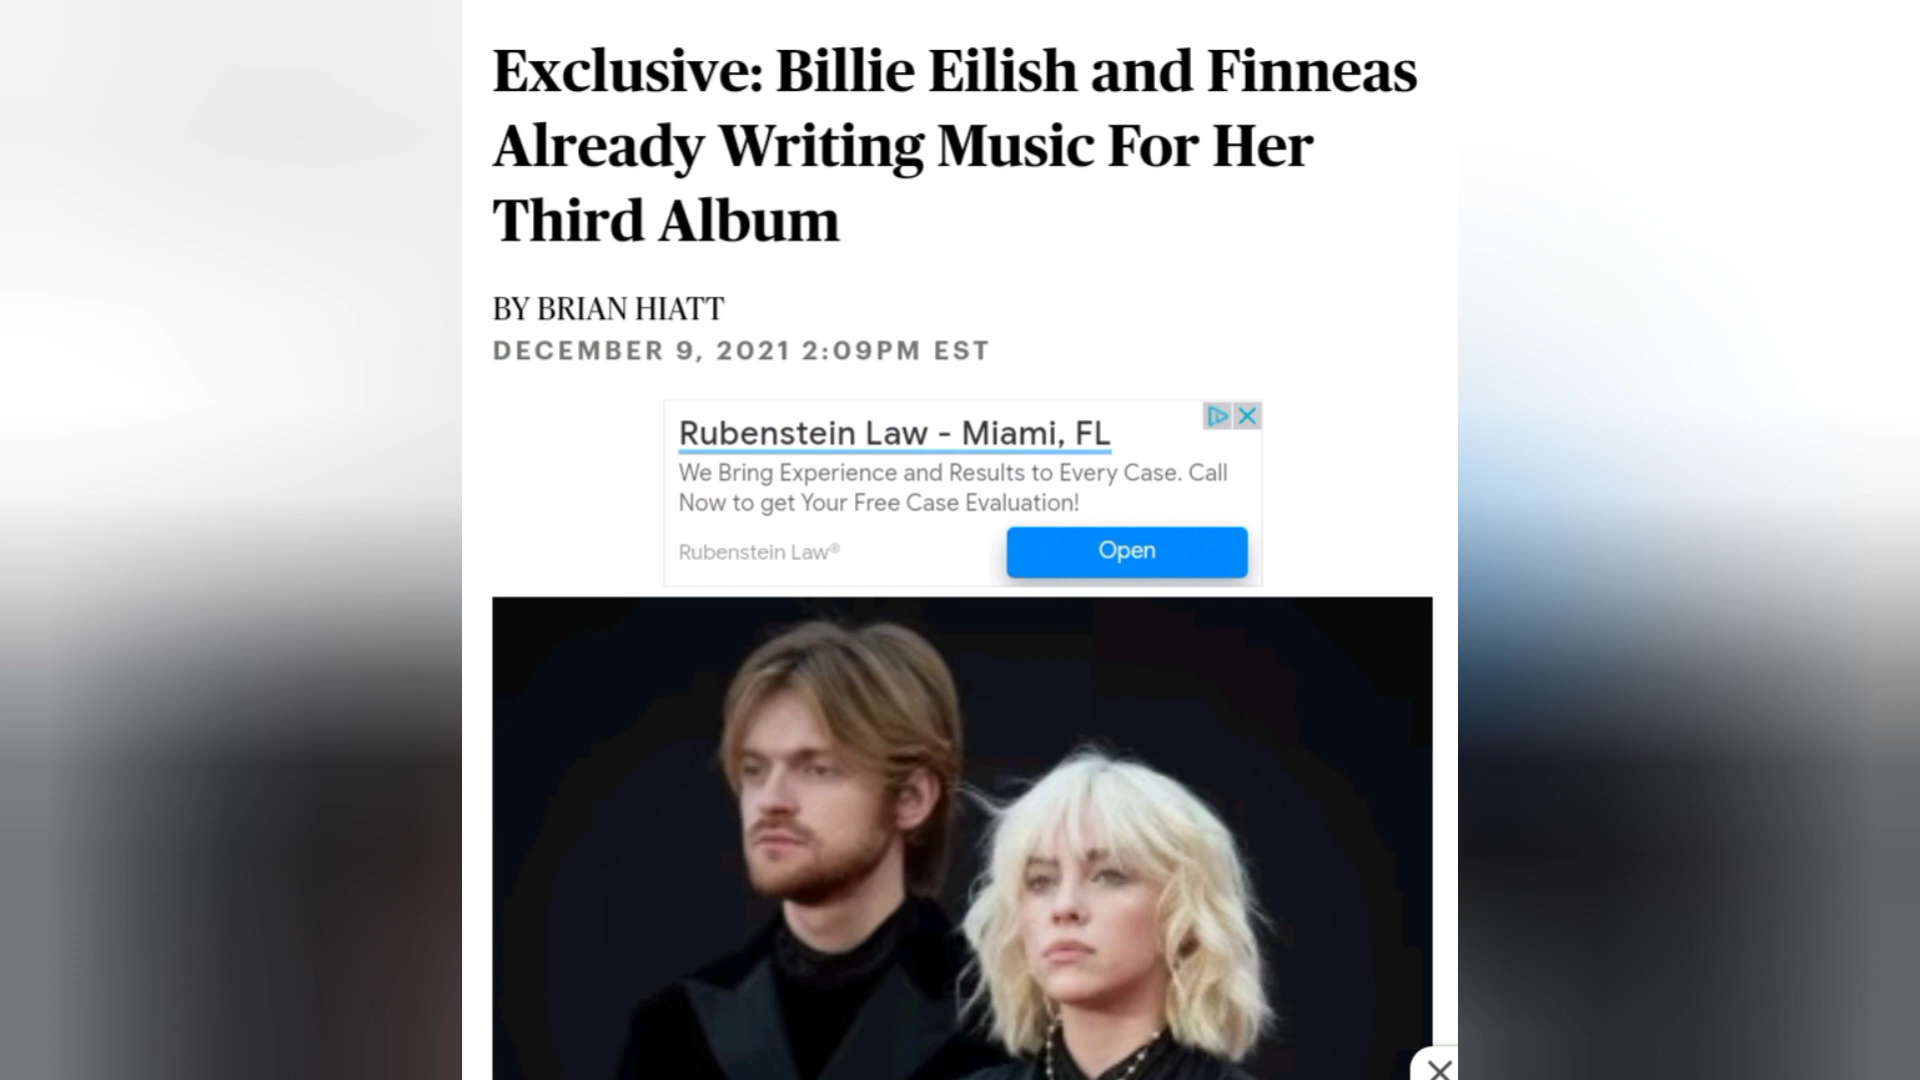 Exclusive: Billie Eilish and Finneas
Already Writing Music For Her
Third Album
BY BRIAN HIATT
DECEMBER 9, 2021 2:09PM EST
Rubenstein Law - Miami, FL
We Bring Experience and Results to Every Case. Call
Now to get Your Free Case Evaluation!
Rubenstein Law®
Open